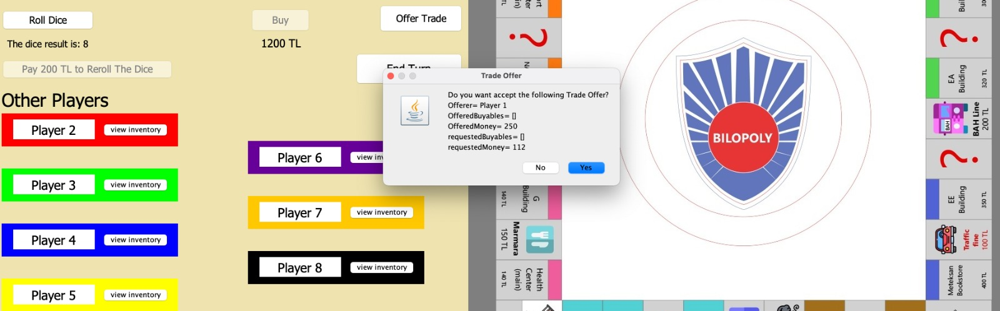 Roll Dice
Buy
Offer Trade
The dice result is: 8
1200 TL
Pay 200 TL to Reroll The Dice
End Turn
Other Players
Player 2
view inventory
Player 3
view inventory
Player 4
view inventory
Player 5
view inventory
Player 6
Player 7
view inventory
Player 8
view inventory
Trade Offer
Do you want accept the following Trade Offer?
Offerer= Player 1
OfferedBuyables= []
OfferedMoney= 250
requestedBuyables= []
requestedMoney= 112
No
Yes
?
G
Building
140 TL
Marmara
150 TL
Health
Center
(main)
140 TL
BILOPOLY
?
EA
Building
320 TL
BAH
BAH Line
200 TL
?
EE
Building
350 TL
Traffic
fine
100 TL
Meteksan
Bookstore
400 TL